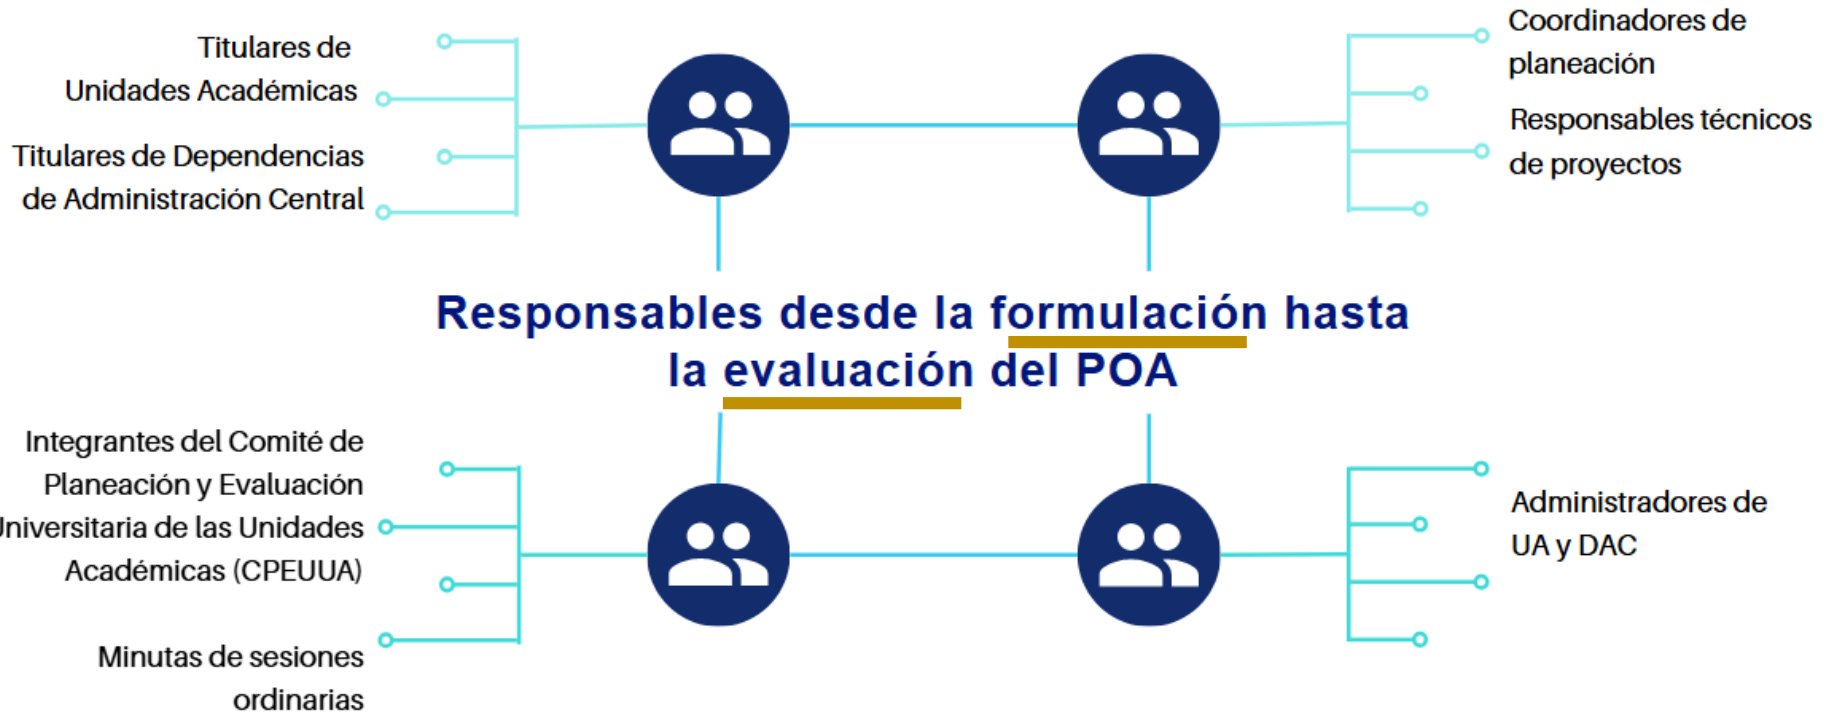 Titulares de
Unidades Académicas
Titulares de Dependencias
de Administración Central
Coordinadores de
planeación
Responsables técnicos
de proyectos
Responsables desde la formulación hasta
la evaluación del POA
Integrantes del Comité de
Planeación y Evaluación
Universitaria de las Unidades
Académicas (CPEUUA)
Minutas de sesiones
ordinarias
Administradores de
UA y DAC